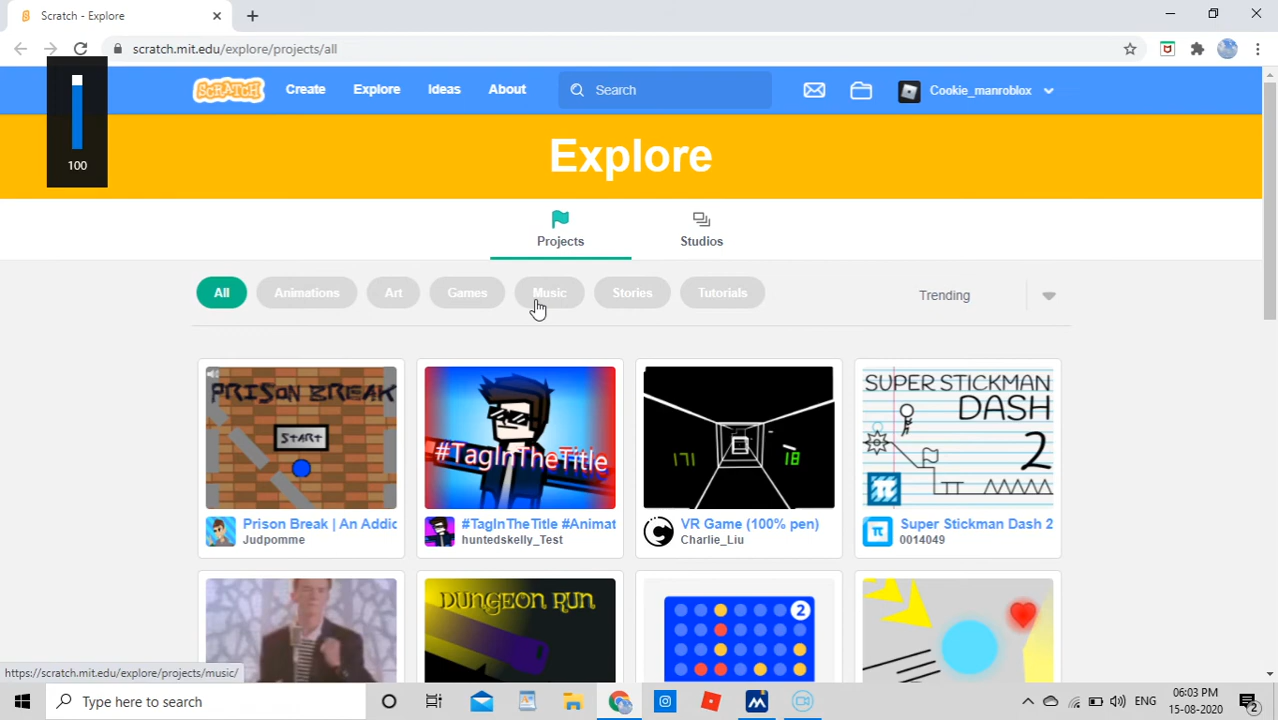 Scratch - Explore
scratch.mit.edu/explore/projects/all
100
SCRATCH
Create
Explore
Ideas
About
Search
Cookie_manroblox
Explore
Projects
Studios
All
Animations
Art
Games
Music
Stories
Tutorials
Trending
PRISON BREAK
START
#TagInTheTitle
171
18
SUPER STICKMAN
DASH
2
π
Prison Break | An Addic
Judpomme
#TagInTheTitle #Animat
huntedskelly_Test
VR Game (100% pen)
Charlie_Liu
π
Super Stickman Dash 2
0014049
DUNGEON RUN
2
https://scratch.mit.edu/explore/projects/music/
Type here to search
ENG
06:03 PM
15-08-2020
2